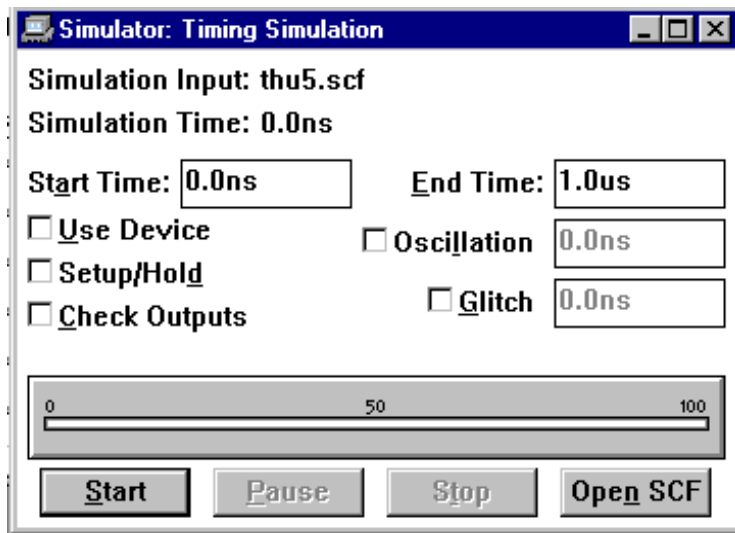 Simulator: Timing Simulation
Simulation Input: thu5.scf
Simulation Time: 0.0ns
Start Time: 0.0ns End Time: 1.0us
Use Device
Oscillation 0.0ns
Setup/Hold
Glitch 0.0ns
Check Outputs
0 50 100
Start Pause Stop Open SCF